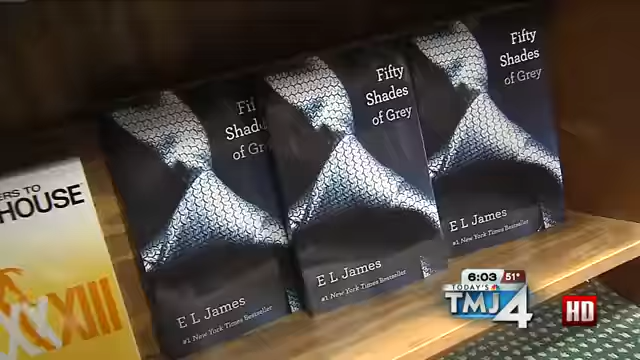 ERS TO
HOUSE
XXXIII
Fif
Shad
of Gre
E L James
#1 New York Times Bestseller
Fifty
Shades
of Grey
E L James
#1 New York Times Bestseller
Fifty
Shades
of Grey
E L James
#1 New York Times Bestseller
6:03 51°
TODAY'S
TMJ4
HD